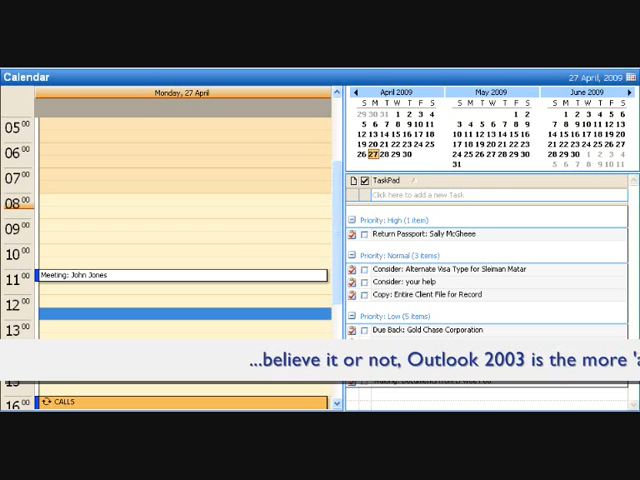 Calendar
27 April, 2009
Monday, 27 April
05 00
06 00
07 00
08 00
09 00
10 00
11 00
Meeting: John Jones
12 00
13 00
16 00
CALLS
April 2009
S M T W T F S
29 30 31 1 2 3 4
5 6 7 8 9 10 11
12 13 14 15 16 17 18
19 20 21 22 23 24 25
26 27 28 29 30
May 2009
S M T W T F S
1 2
3 4 5 6 7 8 9
10 11 12 13 14 15 16
17 18 19 20 21 22 23
24 25 26 27 28 29 30
31
June 2009
S M T W T F S
1 2 3 4 5 6
7 8 9 10 11 12 13
14 15 16 17 18 19 20
21 22 23 24 25 26 27
28 29 30 1 2 3 4
5 6 7 8 9 10 11
TaskPad
Click here to add a new Task
Priority: High (1 item)
Return Passport: Sally McGheee
Priority: Normal (3 items)
Consider: Alternate Visa Type for Sleiman Matar
Consider: your help
Copy: Entire Client File for Record
Priority: Low (5 items)
Due Back: Gold Chase Corporation
...believe it or not, Outlook 2003 is the more 'a